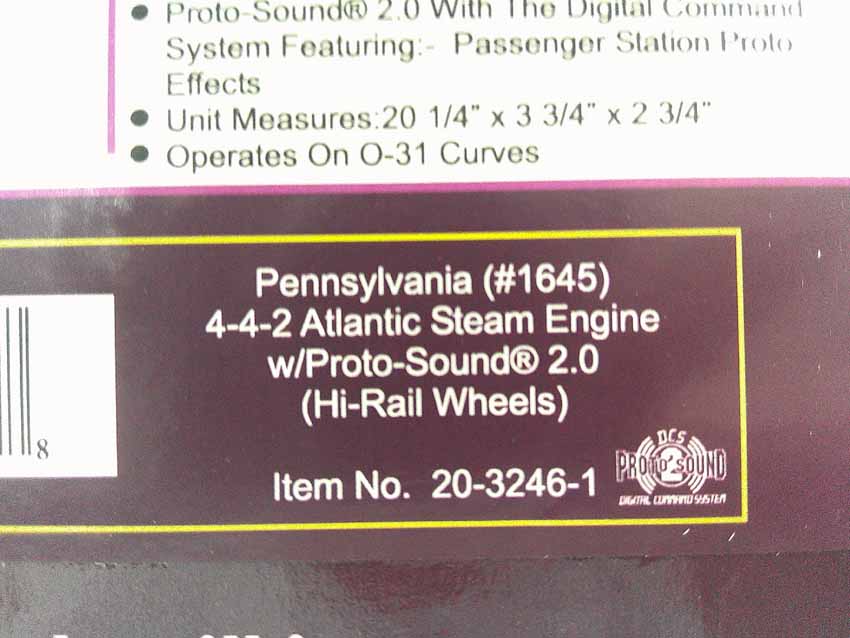 ● Proto-Sound® 2.0 With The Digital Command
System Featuring:- Passenger Station Proto
Effects
● Unit Measures:20 1/4" x 3 3/4" x 2 3/4"
● Operates On O-31 Curves
Pennsylvania (#1645)
4-4-2 Atlantic Steam Engine
w/Proto-Sound® 2.0
(Hi-Rail Wheels)
8
Item No. 20-3246-1
DCS
PROTO 2 SOUND
DIGITAL COMMAND SYSTEM